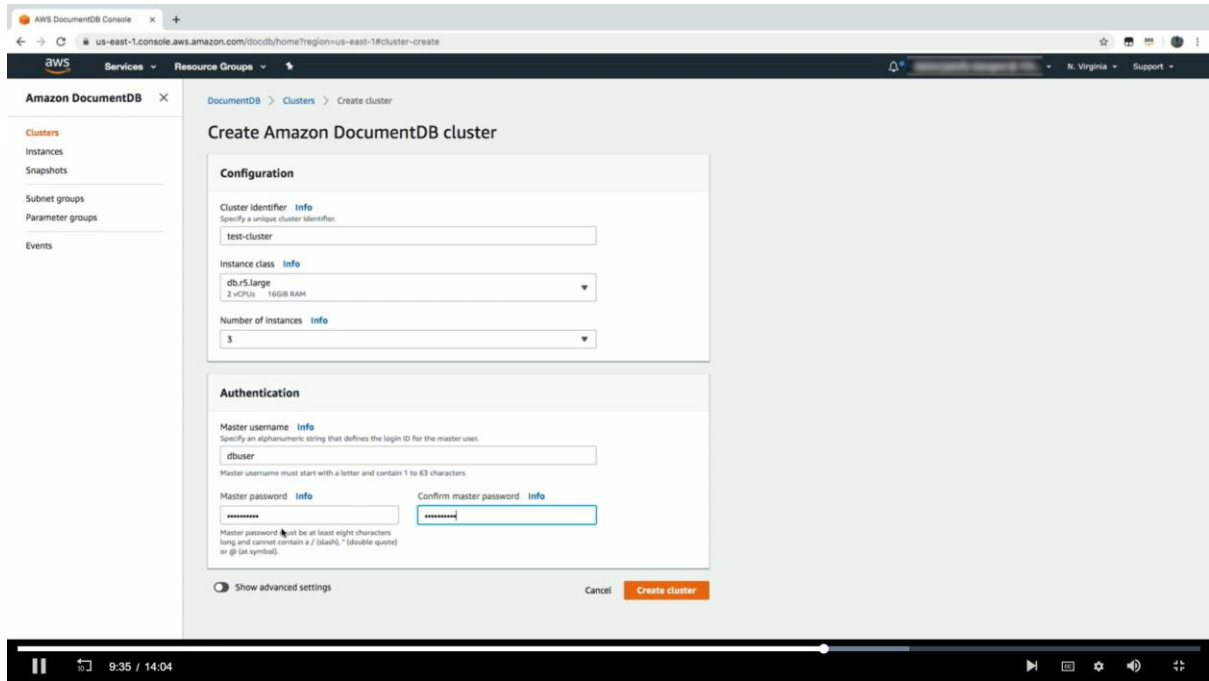 AWS DocumentDB Console
us-east-1.console.aws.amazon.com/docdb/home?region=us-east-1#cluster-create
aws Services Resource Groups N. Virginia Support
Amazon DocumentDB
Clusters
Instances
Snapshots
Subnet groups
Parameter groups
Events
DocumentDB > Clusters > Create cluster
Create Amazon DocumentDB cluster
Configuration
Cluster identifier Info
Specify a unique cluster identifier.
test-cluster
Instance class Info
db.r5.large
2 vCPUs 16GiB RAM
Number of instances Info
3
Authentication
Master username Info
Specify an alphanumeric string that defines the login ID for the master user.
dbuser
Master username must start with a letter and contain 1 to 63 characters
Master password Info Confirm master password Info
•••••••••• ••••••••••
Master password must be at least eight characters
long and cannot contain a / (slash), " (double quote)
or @ (at symbol).
Show advanced settings Cancel Create cluster
10 9:35 / 14:04 CC